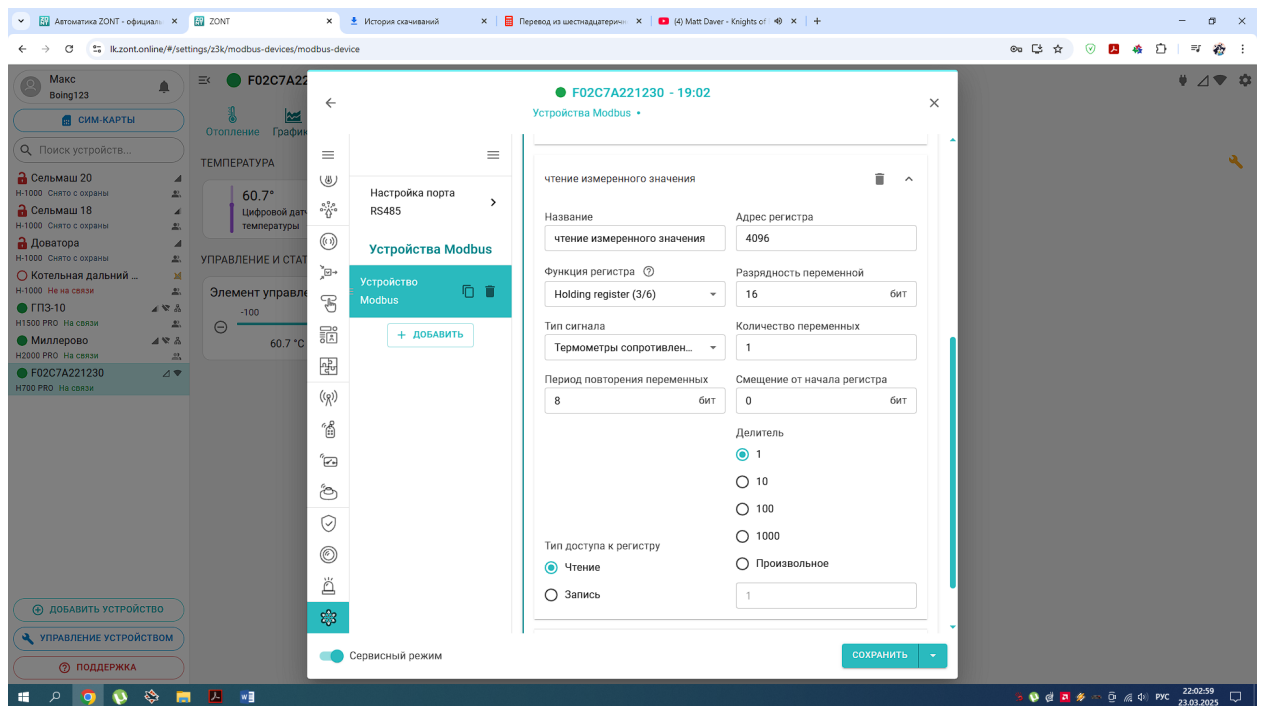 Автоматика ZONT - официаль
ZONT
История скачиваний
Перевод из шестнадцатеричн
(4) Matt Daver - Knights of
lk.zont.online/#/settings/z3k/modbus-devices/modbus-device
Макс
Boing123
СИМ-КАРТЫ
Поиск устройств...
Сельмаш 20
H-1000 Снято с охраны
Сельмаш 18
H-1000 Снято с охраны
Доватора
H-1000 Снято с охраны
Котельная дальний ...
H-1000 Не на связи
ГПЗ-10
H1500 PRO На связи
Миллерово
H2000 PRO На связи
F02C7A221230
H700 PRO На связи
ДОБАВИТЬ УСТРОЙСТВО
УПРАВЛЕНИЕ УСТРОЙСТВОМ
ПОДДЕРЖКА
F02C7A22
Отопление
График
ТЕМПЕРАТУРА
60.7°
Цифровой дат
температуры
УПРАВЛЕНИЕ И СТАТ
Элемент управле
-100
60.7 °C
F02C7A221230 - 19:02
Устройства Modbus •
Настройка порта
RS485
Устройства Modbus
Устройство
Modbus
+ ДОБАВИТЬ
чтение измеренного значения
Название
Адрес регистра
чтение измеренного значения
4096
Функция регистра
Разрядность переменной
Holding register (3/6)
16 бит
Тип сигнала
Количество переменных
Термометры сопротивлен...
1
Период повторения переменных
Смещение от начала регистра
8 бит
0 бит
Делитель
1
10
100
1000
Произвольное
1
Тип доступа к регистру
Чтение
Запись
Сервисный режим
СОХРАНИТЬ
РУС
22:02:59
23.03.2025